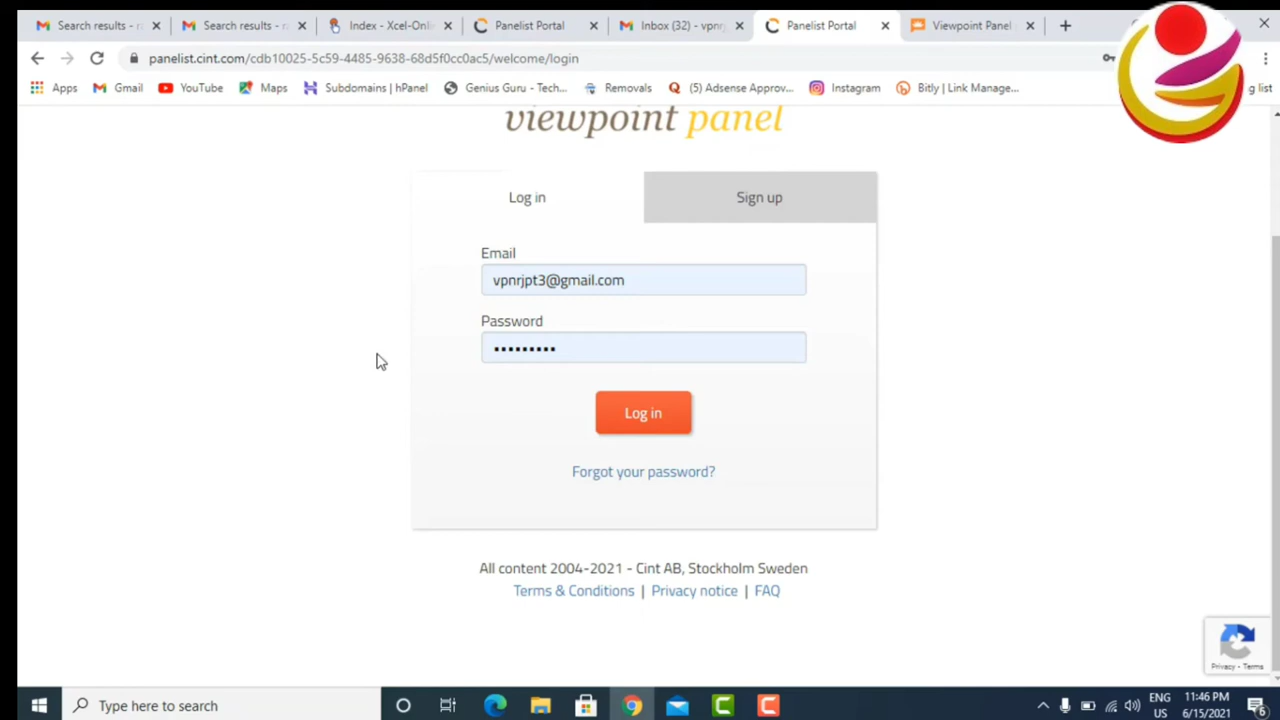 Search results - r
Search results - r
Index - Xcel-Onli
Panelist Portal
Inbox (32) - vpnrj
Panelist Portal
Viewpoint Panel
panelist.cint.com/cdb10025-5c59-4485-9638-68d5f0cc0ac5/welcome/login
Apps
Gmail
YouTube
Maps
Subdomains | hPanel
Genius Guru - Tech...
Removals
(5) Adsense Approv...
Instagram
Bitly | Link Manage...
g list
viewpoint panel
Log in
Sign up
Email
vpnrjpt3@gmail.com
Password
Log in
Forgot your password?
All content 2004-2021 - Cint AB, Stockholm Sweden
Terms & Conditions | Privacy notice | FAQ
Privacy - Terms
Type here to search
ENG
US
11:46 PM
6/15/2021
6